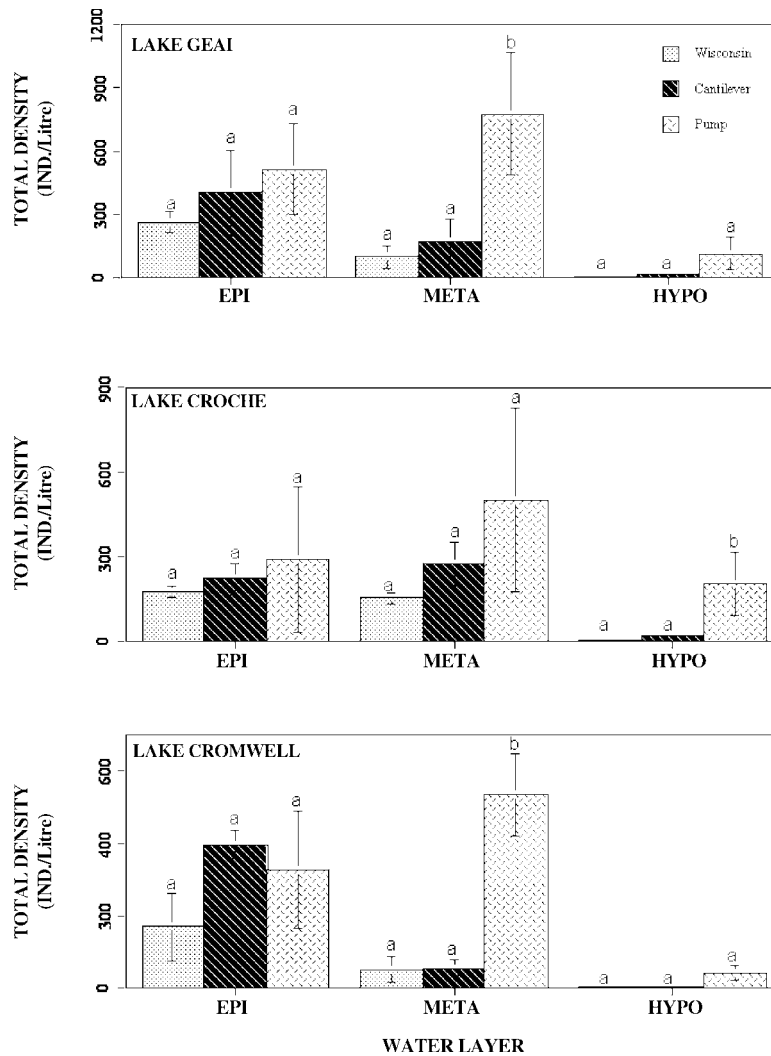 1200
LAKE GEAI
b
Wisconsin
900
Cantilever
a
a
Pump
600
TOTAL DENSITY
(IND./Litre)
300
a
a
a
a
a
a
0
EPI
META
HYPO
900
LAKE CROCHE
a
600
a
b
TOTAL DENSITY
(IND./Litre)
300
a
a
a
a
a
a
0
EPI
META
HYPO
LAKE CROMWELL
b
600
a
a
TOTAL DENSITY
(IND./Litre)
400
300
a
a
a
a
a
a
0
EPI
META
HYPO
WATER LAYER